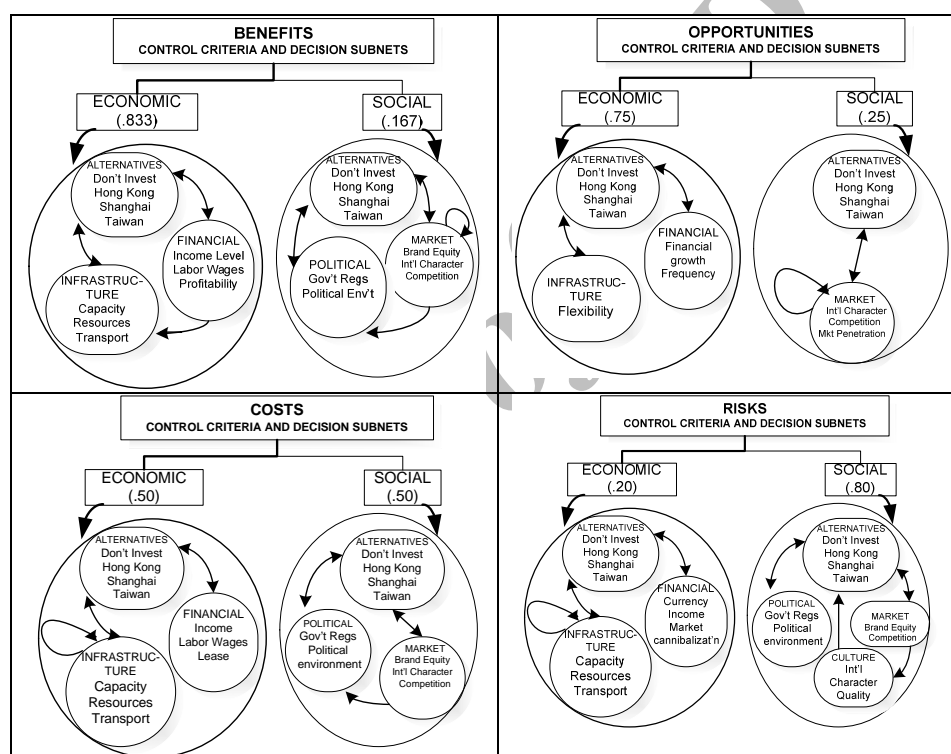 BENEFITS
CONTROL CRITERIA AND DECISION SUBNETS
ECONOMIC
(.833)
SOCIAL
(.167)
ALTERNATIVES
Don't Invest
Hong Kong
Shanghai
Taiwan
FINANCIAL
Income Level
Labor Wages
Profitability
INFRASTRUC-
TURE
Capacity
Resources
Transport
ALTERNATIVES
Don't Invest
Hong Kong
Shanghai
Taiwan
POLITICAL
Gov't Regs
Political Env't
MARKET
Brand Equity
Int'l Character
Competition
OPPORTUNITIES
CONTROL CRITERIA AND DECISION SUBNETS
ECONOMIC
(.75)
SOCIAL
(.25)
ALTERNATIVES
Don't Invest
Hong Kong
Shanghai
Taiwan
FINANCIAL
Financial
growth
Frequency
INFRASTRUC-
TURE
Flexibility
ALTERNATIVES
Don't Invest
Hong Kong
Shanghai
Taiwan
MARKET
Int'l Character
Competition
Mkt Penetration
COSTS
CONTROL CRITERIA AND DECISION SUBNETS
ECONOMIC
(.50)
SOCIAL
(.50)
ALTERNATIVES
Don't Invest
Hong Kong
Shanghai
Taiwan
FINANCIAL
Income
Labor Wages
Lease
INFRASTRUC-
TURE
Capacity
Resources
Transport
ALTERNATIVES
Don't Invest
Hong Kong
Shanghai
Taiwan
POLITICAL
Gov't Regs
Political
environment
MARKET
Brand Equity
Int'l Character
Competition
RISKS
CONTROL CRITERIA AND DECISION SUBNETS
ECONOMIC
(.20)
SOCIAL
(.80)
ALTERNATIVES
Don't Invest
Hong Kong
Shanghai
Taiwan
FINANCIAL
Currency
Income
Market
cannibalizat'n
INFRASTRUC-
TURE
Capacity
Resources
Transport
ALTERNATIVES
Don't Invest
Hong Kong
Shanghai
Taiwan
POLITICAL
Gov't Regs
Political
environment
MARKET
Brand Equity
Competition
CULTURE
Int'l
Character
Quality